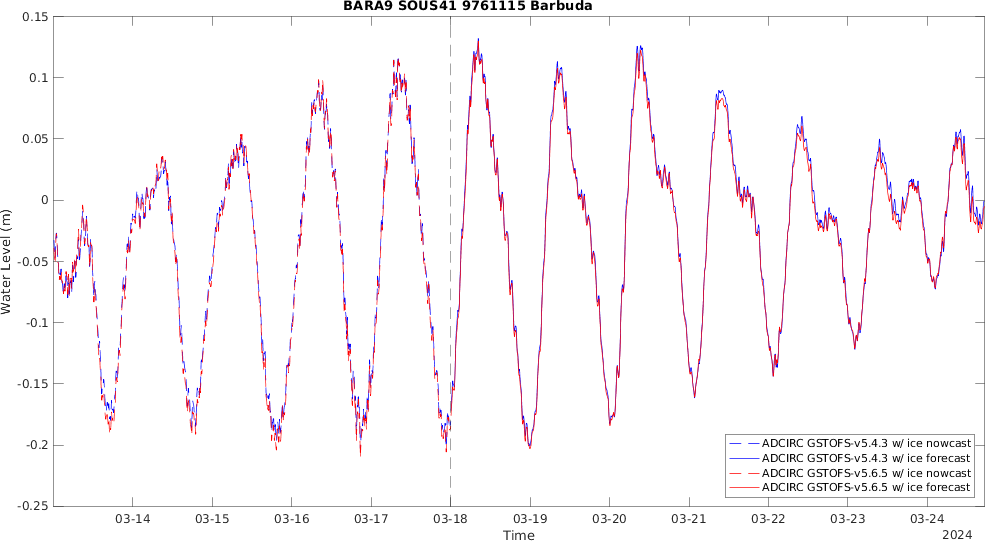 BARA9 SOUS41 9761115 Barbuda
0.15
0.1
0.05
0
-0.05
-0.1
-0.15
-0.2
-0.25
Water Level (m)
03-14 03-15 03-16 03-17 03-18 03-19 03-20 03-21 03-22 03-23 03-24
Time
2024
ADCIRC GSTOFS-v5.4.3 w/ ice nowcast
ADCIRC GSTOFS-v5.4.3 w/ ice forecast
ADCIRC GSTOFS-v5.6.5 w/ ice nowcast
ADCIRC GSTOFS-v5.6.5 w/ ice forecast